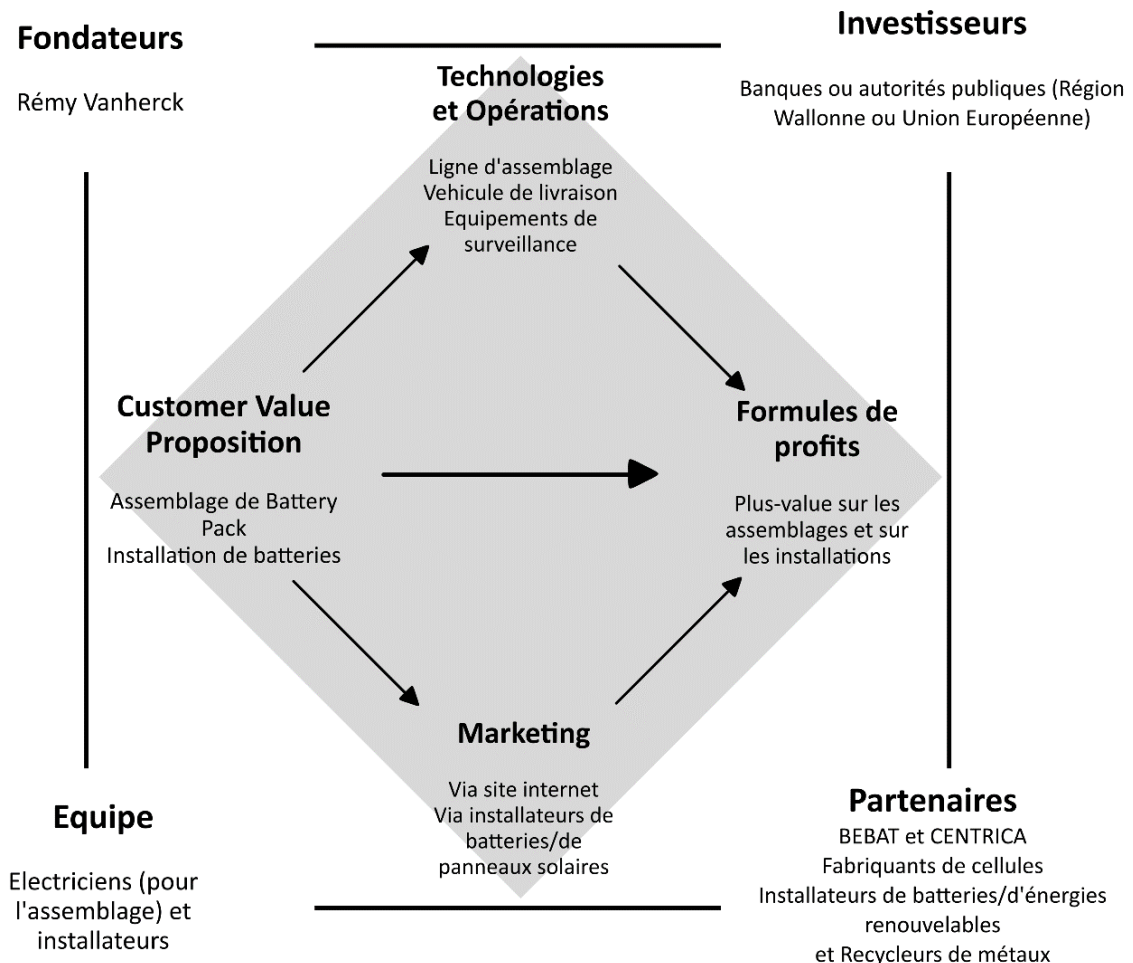 Fondateurs
Rémy Vanherck
Investisseurs
Banques ou autorités publiques (Région
Wallonne ou Union Européenne)
Technologies
et Opérations
Ligne d'assemblage
Vehicule de livraison
Equipements de
surveillance
Customer Value
Proposition
Assemblage de Battery
Pack
Installation de batteries
Formules de
profits
Plus-value sur les
assemblages et sur
les installations
Marketing
Via site internet
Via installateurs de
batteries/de
panneaux solaires
Equipe
Electriciens (pour
l'assemblage) et
installateurs
Partenaires
BEBAT et CENTRICA
Fabriquants de cellules
Installateurs de batteries/d'énergies
renouvelables
et Recycleurs de métaux